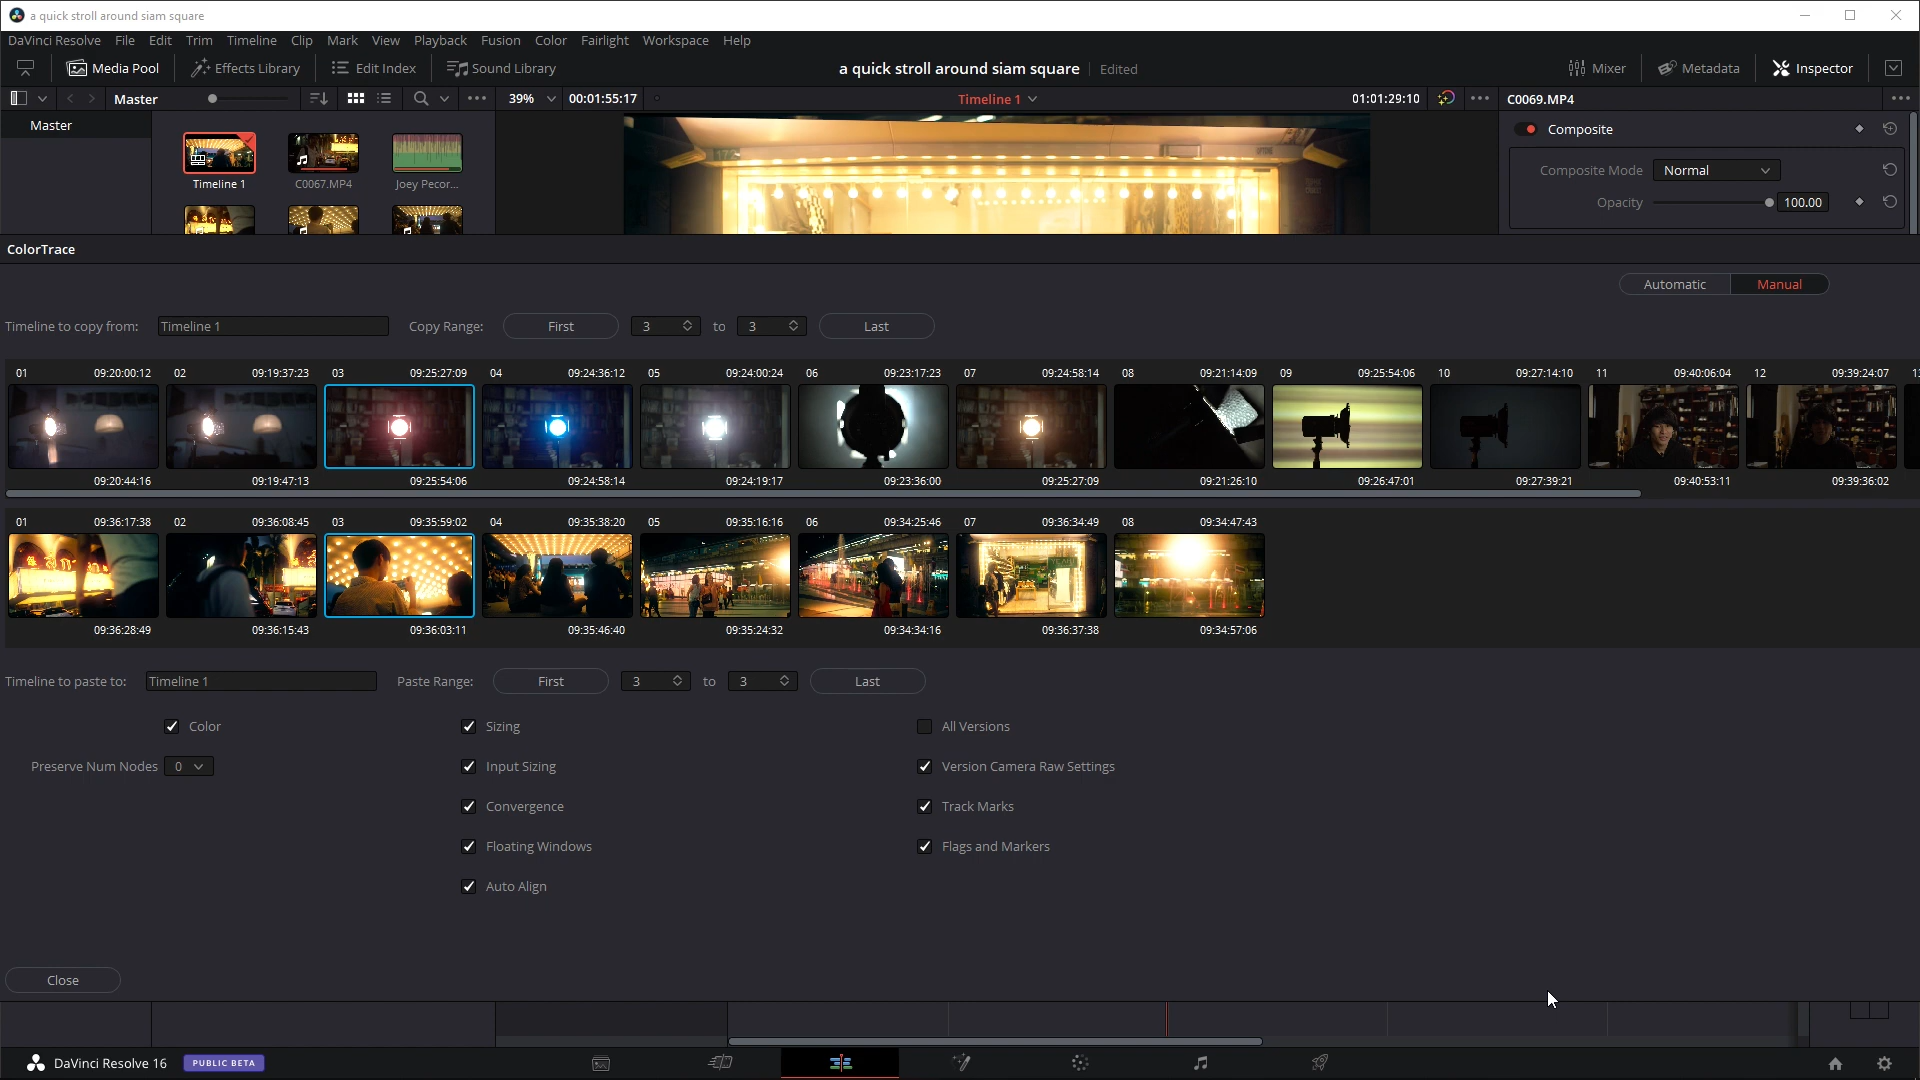 a quick stroll around siam square
DaVinci Resolve File Edit Trim Timeline Clip Mark View Playback Fusion Color Fairlight Workspace Help
Media Pool Effects Library Edit Index Sound Library a quick stroll around siam square Edited Mixer Metadata Inspector
Master 39% 00:01:55:17 Timeline 1 01:01:29:10 C0069.MP4
Master
Composite
Composite Mode Normal
Timeline 1 C0067.MP4 Joey Pecor...
Opacity 100.00
ColorTrace
Automatic Manual
Timeline to copy from: Timeline 1 Copy Range: First 3 to 3 Last
01 09:20:00:12 02 09:19:37:23 03 09:25:27:09 04 09:24:36:12 05 09:24:00:24 06 09:23:17:23 07 09:24:58:14 08 09:21:14:09 09 09:25:54:06 10 09:27:14:10 11 09:40:06:04 12 09:39:24:07
09:20:44:16 09:19:47:13 09:25:54:06 09:24:58:14 09:24:19:17 09:23:36:00 09:25:27:09 09:21:26:10 09:26:47:01 09:27:39:21 09:40:53:11 09:39:36:02
01 09:36:17:38 02 09:36:08:45 03 09:35:59:02 04 09:35:38:20 05 09:35:16:16 06 09:34:25:46 07 09:36:34:49 08 09:34:47:43
09:36:28:49 09:36:15:43 09:36:03:11 09:35:46:40 09:35:24:32 09:34:34:16 09:36:37:38 09:34:57:06
Timeline to paste to: Timeline 1 Paste Range: First 3 to 3 Last
Color Sizing All Versions
Preserve Num Nodes 0 Input Sizing Version Camera Raw Settings
Convergence Track Marks
Floating Windows Flags and Markers
Auto Align
Close
DaVinci Resolve 16 PUBLIC BETA